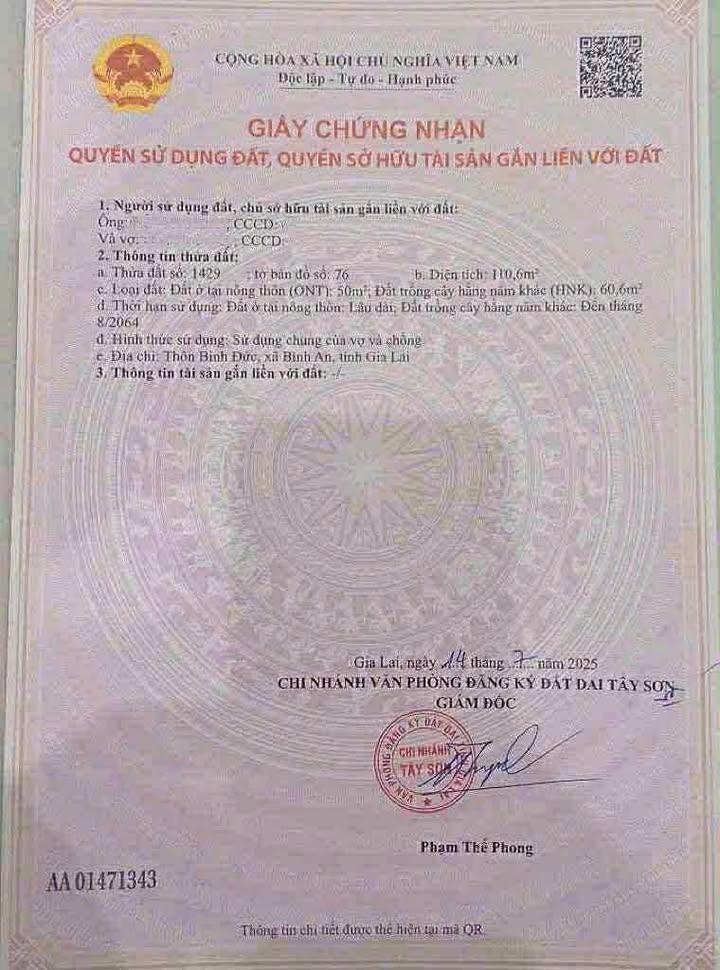 CỘNG HÒA XÃ HỘI CHỦ NGHĨA VIỆT NAM
Độc lập - Tự do - Hạnh phúc
GIẤY CHỨNG NHẬN
QUYỀN SỬ DỤNG ĐẤT, QUYỀN SỞ HỮU TÀI SẢN GẮN LIỀN VỚI ĐẤT
1. Người sử dụng đất, chủ sở hữu tài sản gắn liền với đất:
Ông: , CCCD:
Và vợ: , CCCD:
2. Thông tin thửa đất:
a. Thửa đất số: 1429 ; tờ bản đồ số: 76 b. Diện tích: 110,6m²
c. Loại đất: Đất ở tại nông thôn (ONT): 50m²; Đất trồng cây hằng năm khác (HNK): 60,6m²
d. Thời hạn sử dụng: Đất ở tại nông thôn: Lâu dài; Đất trồng cây hằng năm khác: Đến tháng
8/2064
đ. Hình thức sử dụng: Sử dụng chung của vợ và chồng
e. Địa chỉ: Thôn Bình Đức, xã Bình An, tỉnh Gia Lai
3. Thông tin tài sản gắn liền với đất: -/-
Gia Lai, ngày 14 tháng 7 năm 2025
CHI NHÁNH VĂN PHÒNG ĐĂNG KÝ ĐẤT ĐAI TÂY SƠN
GIÁM ĐỐC
VĂN PHÒNG ĐĂNG KÝ ĐẤT ĐAI
CHI NHÁNH
TÂY SƠN
GIA LAI
Phạm Thế Phong
AA 01471343
Thông tin chi tiết được thể hiện tại mã QR